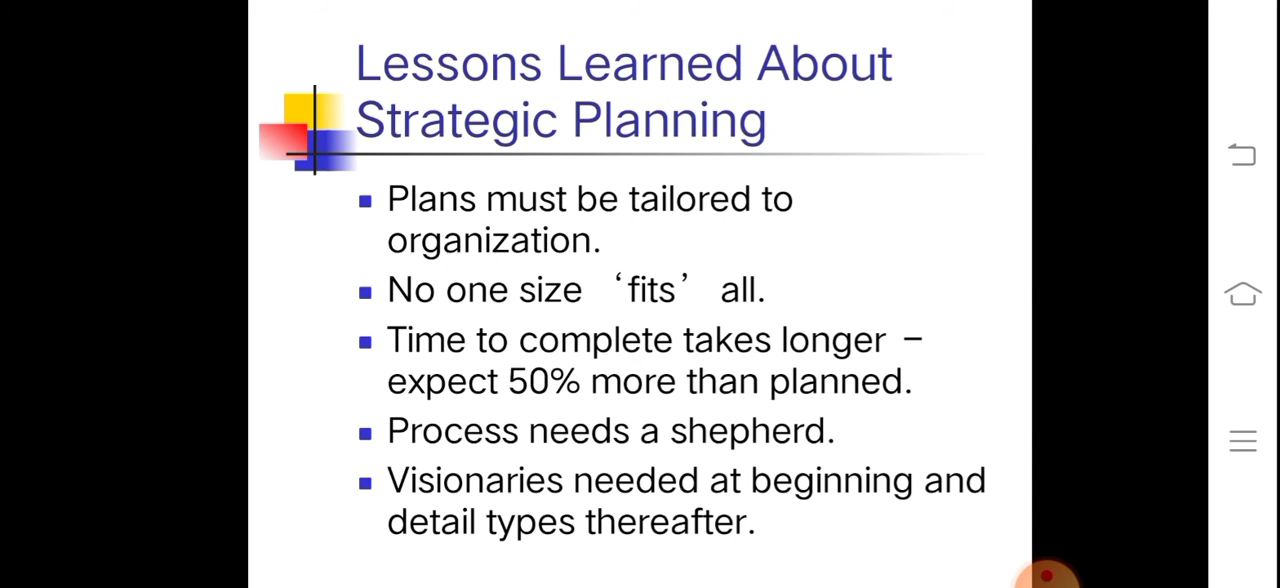 Lessons Learned About
Strategic Planning
Plans must be tailored to
organization.
No one size ‘fits’ all.
Time to complete takes longer –
expect 50% more than planned.
Process needs a shepherd.
Visionaries needed at beginning and
detail types thereafter.